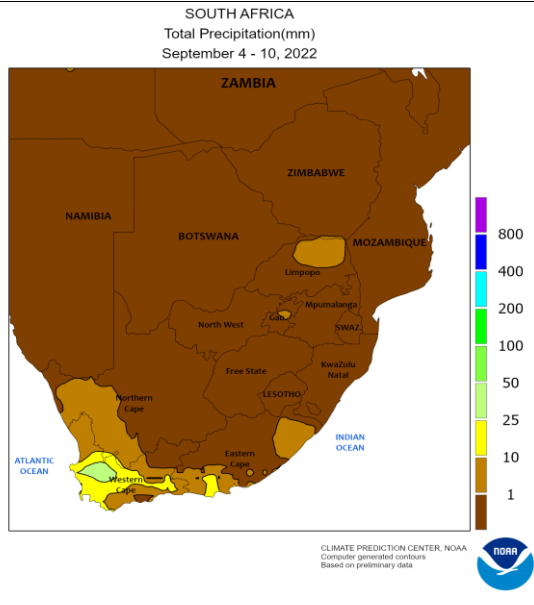 SOUTH AFRICA
Total Precipitation(mm)
September 4 - 10, 2022
ZAMBIA
ZIMBABWE
NAMIBIA
BOTSWANA
MOZAMBIQUE
Limpopo
Mpumalanga
North West
Gau.
SWAZ.
Free State
KwaZulu
Natal
LESOTHO
Northern
Cape
Eastern
Cape
Western
Cape
ATLANTIC
OCEAN
INDIAN
OCEAN
800
400
200
100
50
25
10
1
CLIMATE PREDICTION CENTER, NOAA
Computer generated contours
Based on preliminary data
NOAA